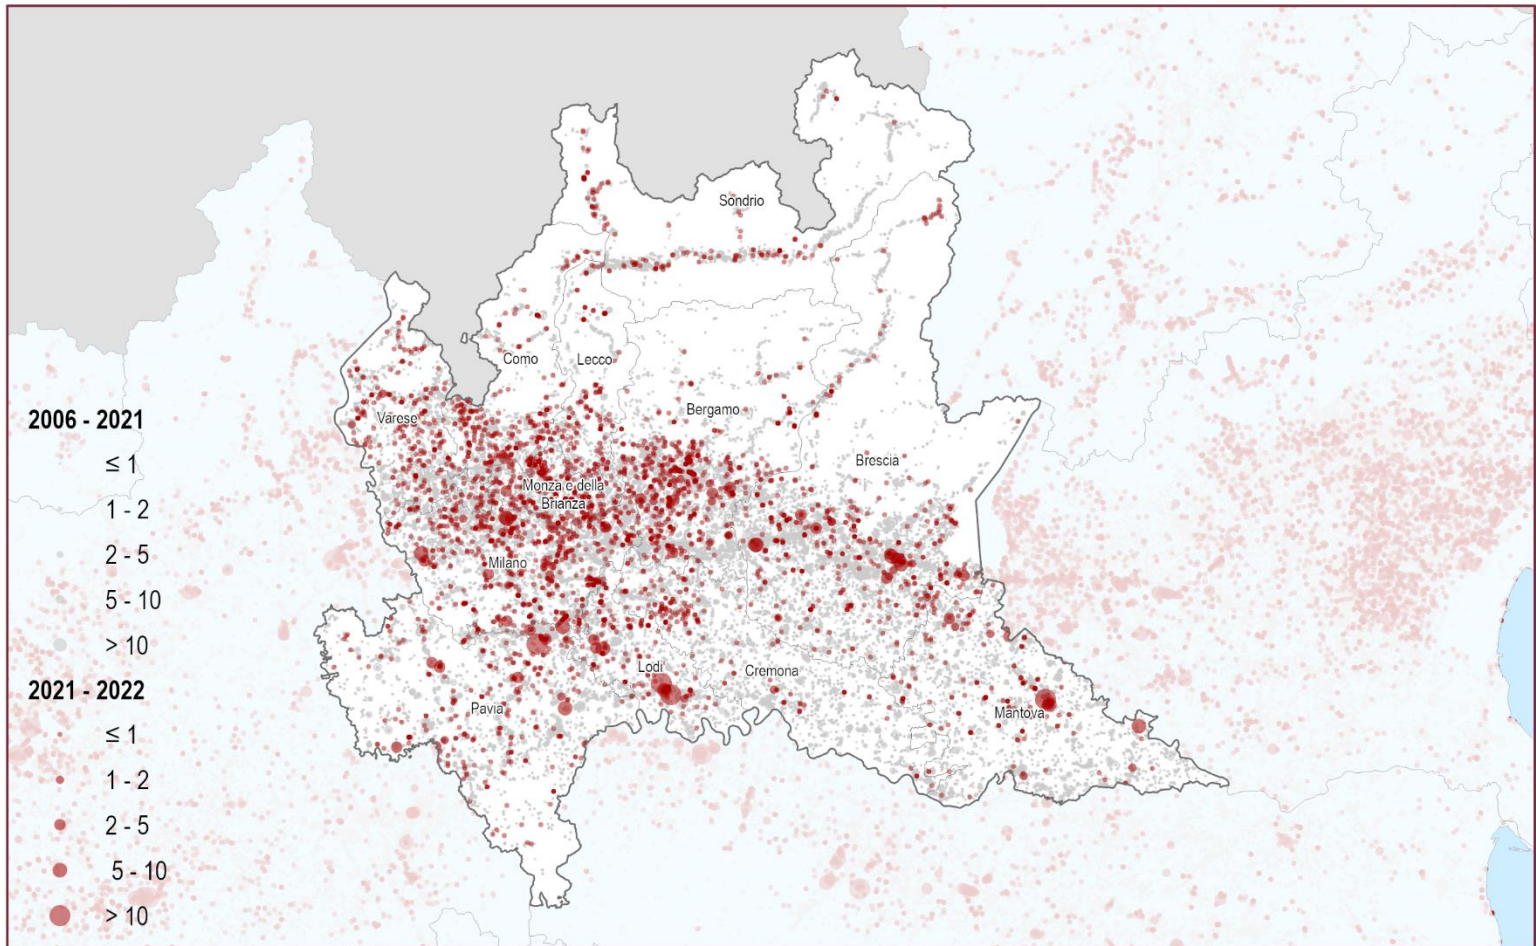 Sondrio
Como
Lecco
Varese
Bergamo
2006 - 2021
Brescia
≤ 1
Monza e della
Brianza
1 - 2
2 - 5
Milano
5 - 10
> 10
Lodi
Cremona
2021 - 2022
Pavia
Mantova
≤ 1
1 - 2
2 - 5
5 - 10
> 10